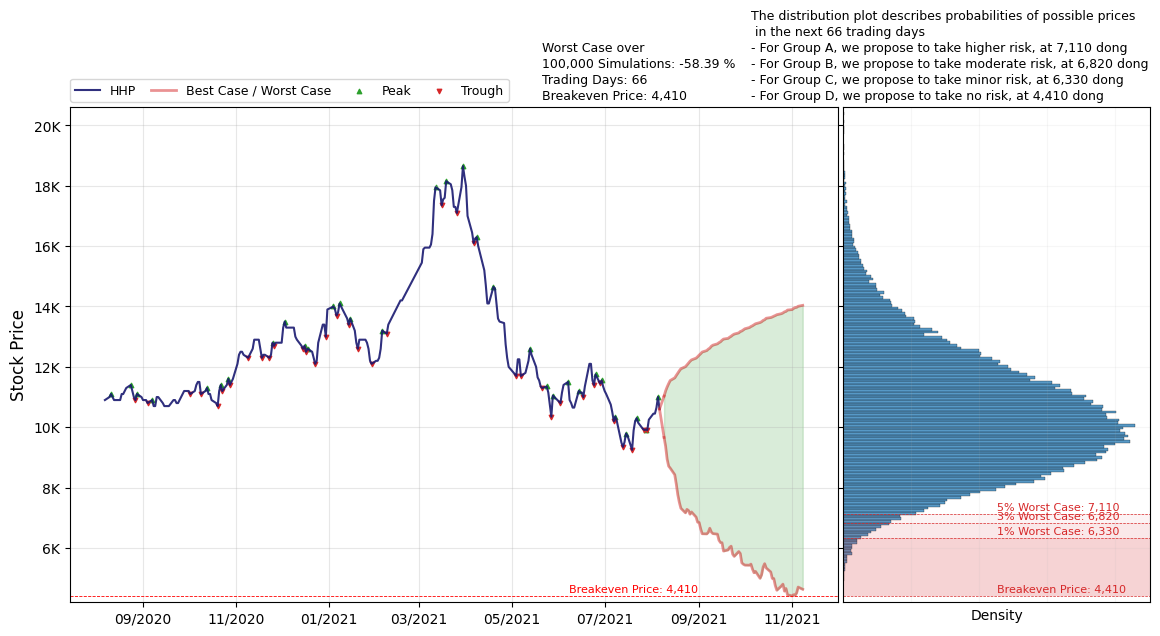 The distribution plot describes probabilities of possible prices
in the next 66 trading days
- For Group A, we propose to take higher risk, at 7,110 dong
- For Group B, we propose to take moderate risk, at 6,820 dong
- For Group C, we propose to take minor risk, at 6,330 dong
- For Group D, we propose to take no risk, at 4,410 dong
Worst Case over
100,000 Simulations: -58.39 %
Trading Days: 66
Breakeven Price: 4,410
HHP
Best Case / Worst Case
Peak
Trough
Stock Price
20K
18K
16K
14K
12K
10K
8K
6K
Breakeven Price: 4,410
09/2020
11/2020
01/2021
03/2021
05/2021
07/2021
09/2021
11/2021
5% Worst Case: 7,110
3% Worst Case: 6,820
1% Worst Case: 6,330
Breakeven Price: 4,410
Density